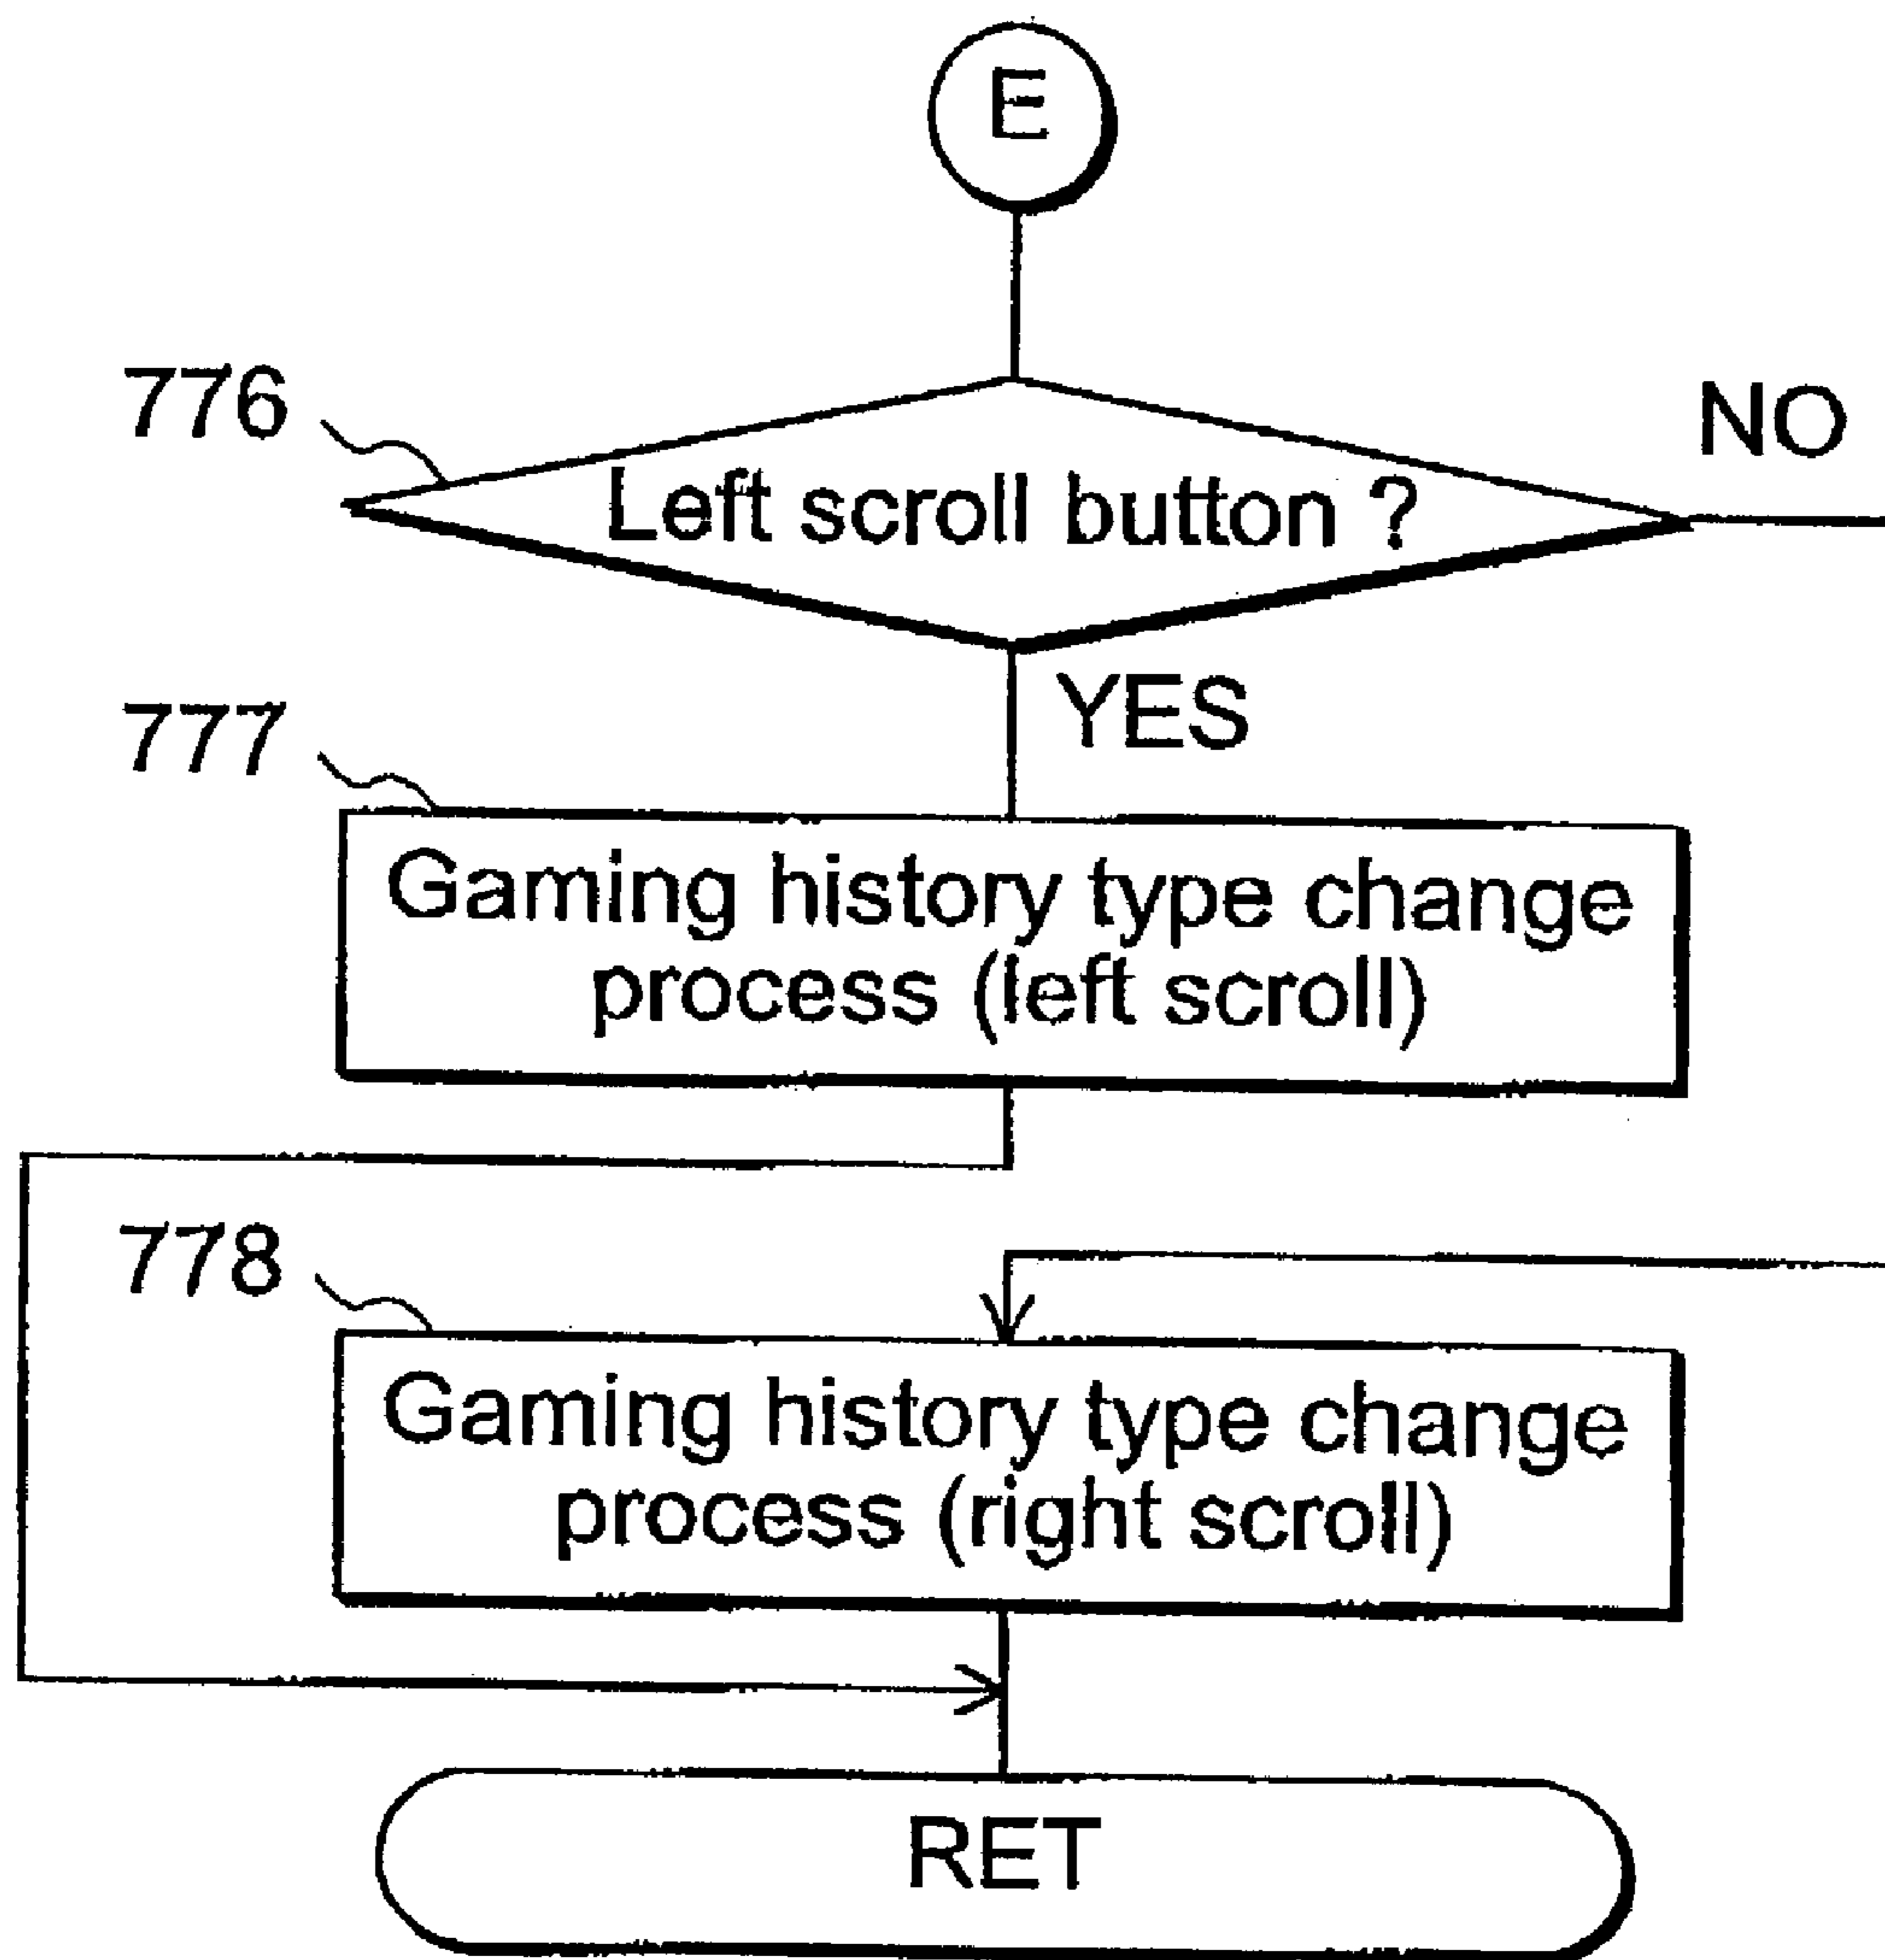 E
776
NO
Left scroll button ?
YES
777
Gaming history type change
process (left scroll)
778
Gaming history type change
process (right scroll)
RET